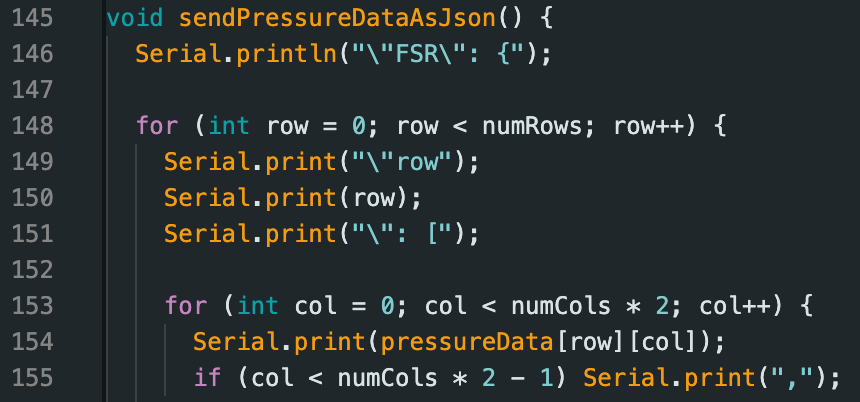 145 void sendPressureDataAsJson() {
146   Serial.println("\"FSR\": {");
147
148   for (int row = 0; row < numRows; row++) {
149     Serial.print("\"row");
150     Serial.print(row);
151     Serial.print("\": [");
152
153     for (int col = 0; col < numCols * 2; col++) {
154       Serial.print(pressureData[row][col]);
155       if (col < numCols * 2 - 1) Serial.print(",");